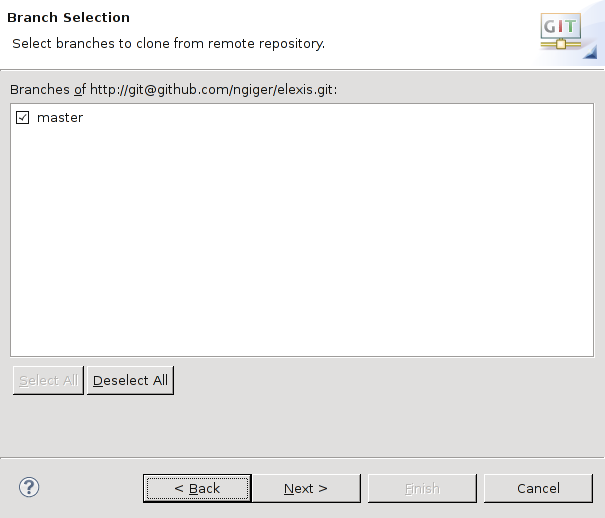 Branch Selection
Select branches to clone from remote repository.
GIT
Branches of http://git@github.com/ngiger/elexis.git:
master
Select All Deselect All
? < Back Next > Finish Cancel